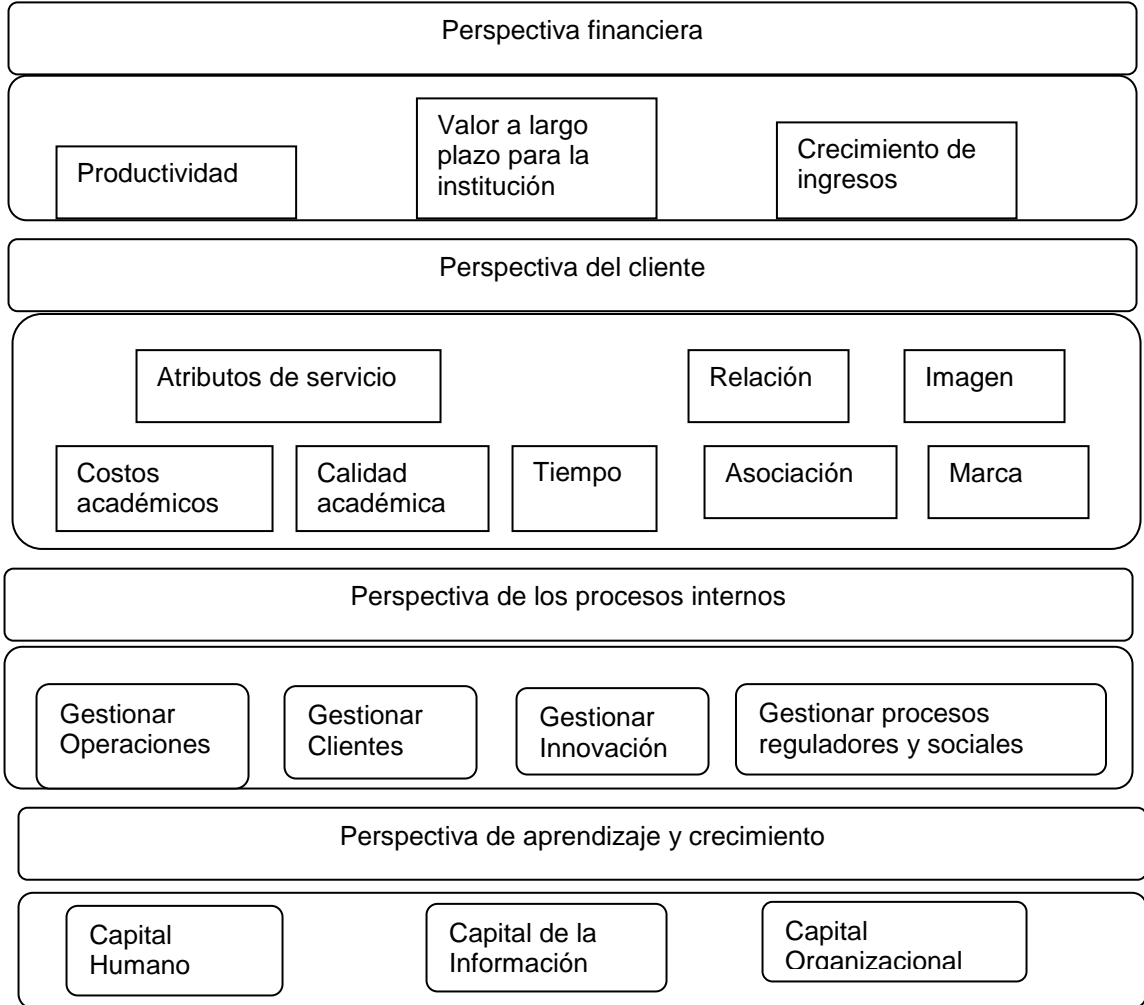 Perspectiva financiera
Productividad
Valor a largo
plazo para la
institución
Crecimiento de
ingresos
Perspectiva del cliente
Atributos de servicio
Relación
Imagen
Costos
académicos
Calidad
académica
Tiempo
Asociación
Marca
Perspectiva de los procesos internos
Gestionar
Operaciones
Gestionar
Clientes
Gestionar
Innovación
Gestionar procesos
reguladores y sociales
Perspectiva de aprendizaje y crecimiento
Capital
Humano
Capital de la
Información
Capital
Organizacional